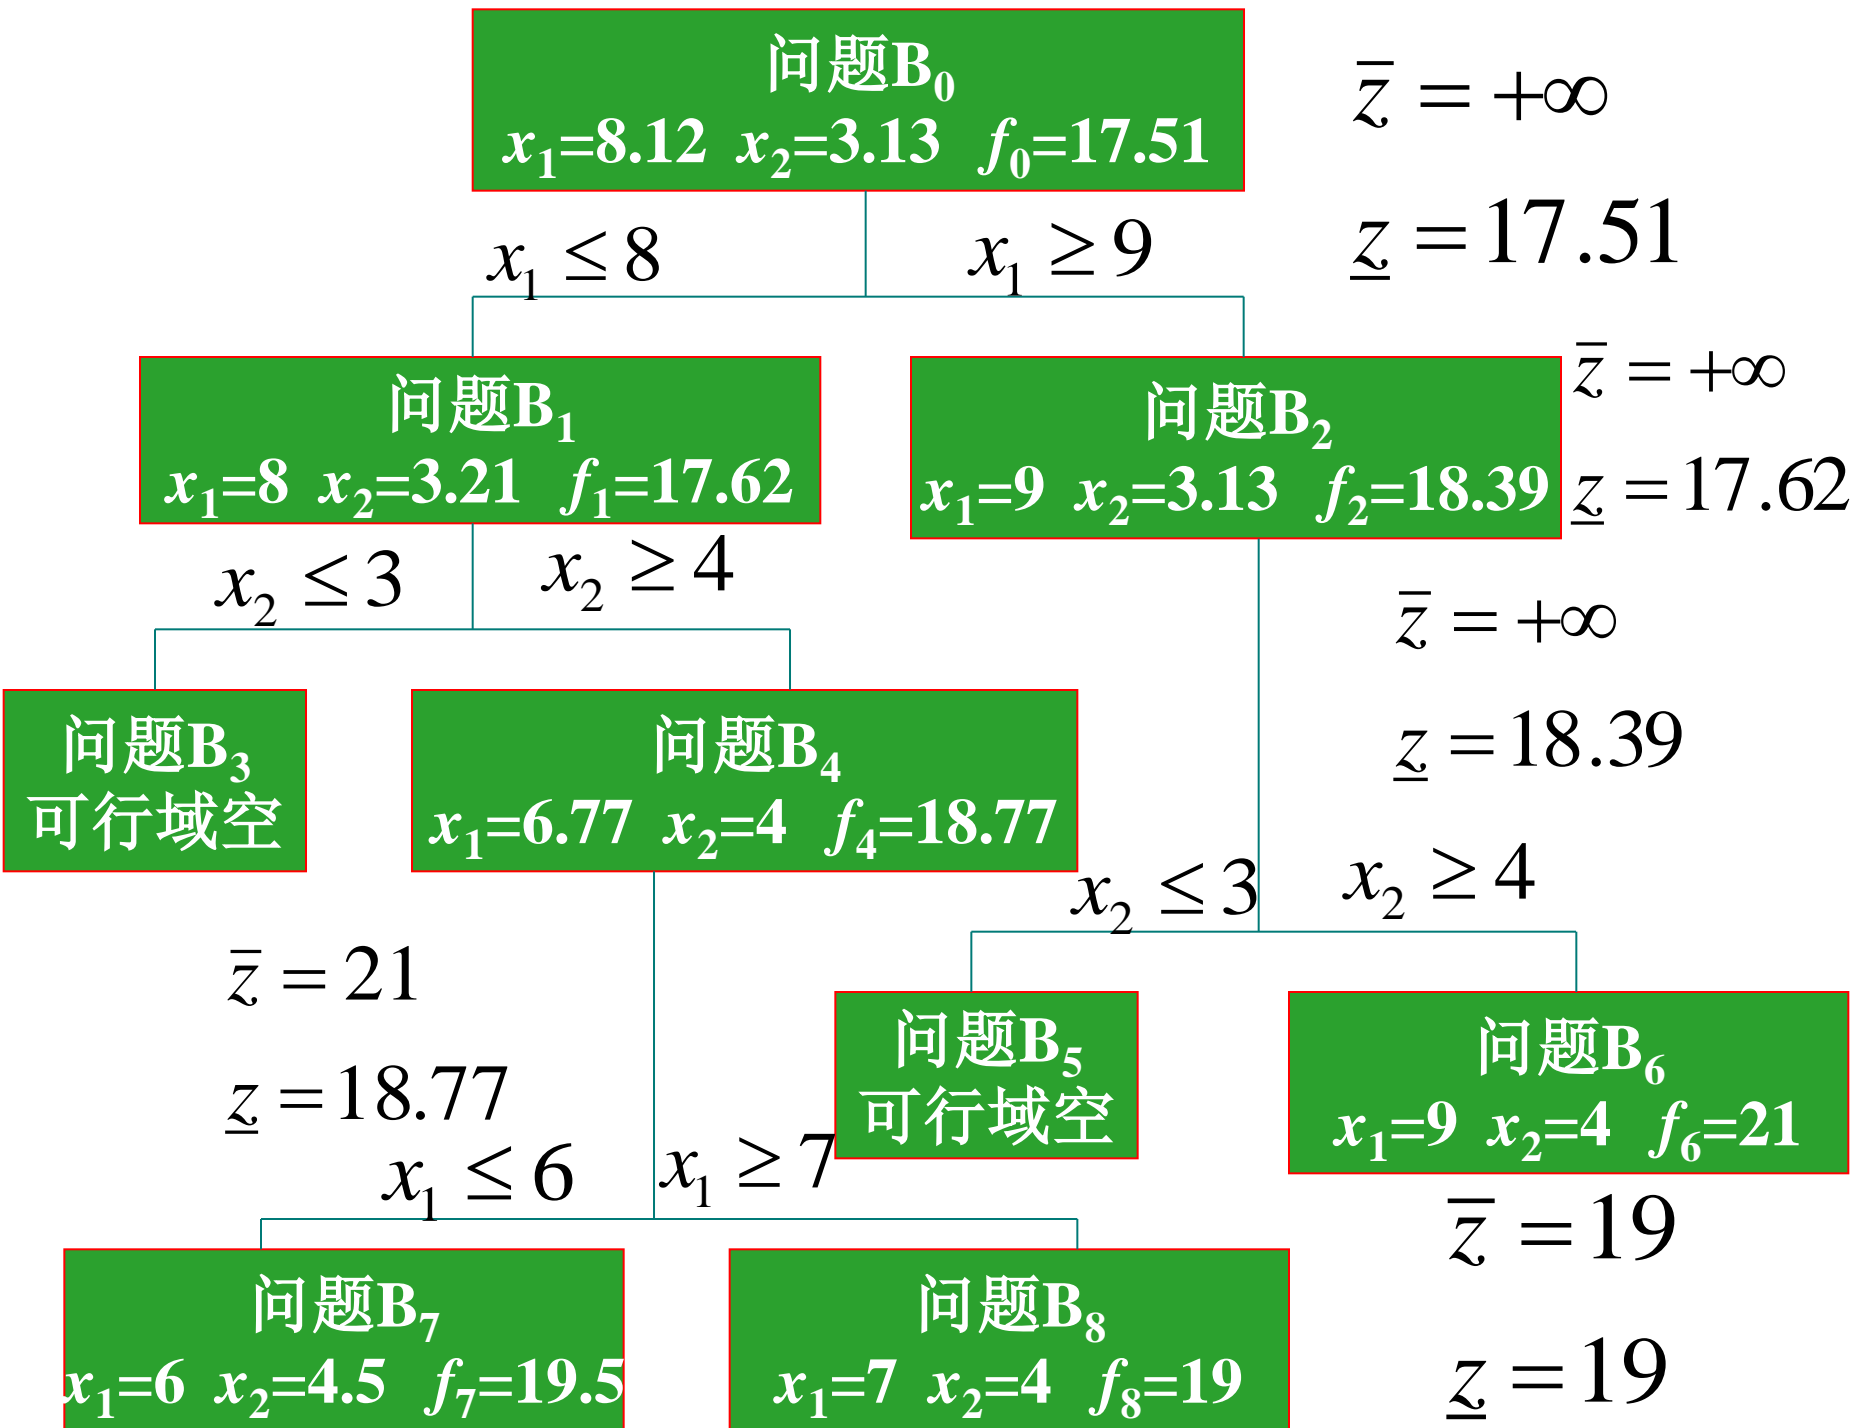 问题B₀
x₁=8.12 x₂=3.13 f₀=17.51
z̅ = +∞
z̲ = 17.51
x₁ ≤ 8
x₁ ≥ 9
问题B₁
x₁=8 x₂=3.21 f₁=17.62
问题B₂
x₁=9 x₂=3.13 f₂=18.39
z̅ = +∞
z̲ = 17.62
x₂ ≤ 3
x₂ ≥ 4
z̅ = +∞
z̲ = 18.39
问题B₃
可行域空
问题B₄
x₁=6.77 x₂=4 f₄=18.77
x₂ ≤ 3
x₂ ≥ 4
z̅ = 21
z̲ = 18.77
问题B₅
可行域空
问题B₆
x₁=9 x₂=4 f₆=21
x₁ ≤ 6
x₁ ≥ 7
z̅ = 19
z̲ = 19
问题B₇
x₁=6 x₂=4.5 f₇=19.5
问题B₈
x₁=7 x₂=4 f₈=19